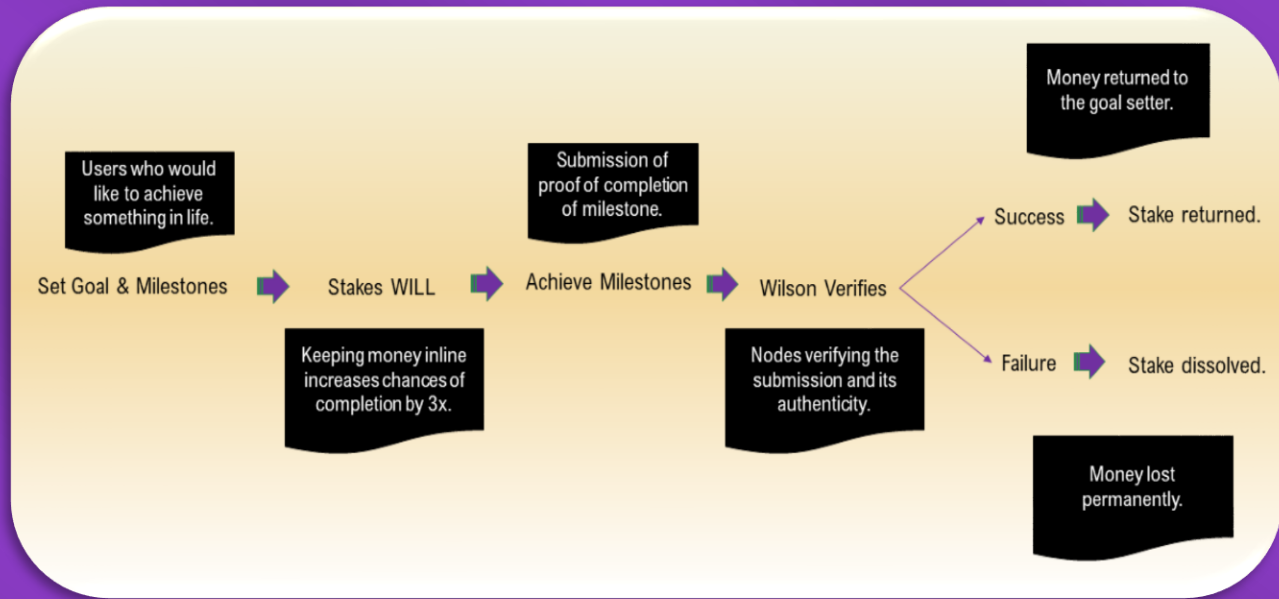 Users who would
like to achieve
something in life.
Set Goal & Milestones
Stakes WILL
Keeping money inline
increases chances of
completion by 3x.
Submission of
proof of completion
of milestone.
Achieve Milestones
Wilson Verifies
Nodes verifying the
submission and its
authenticity.
Money returned to
the goal setter.
Success
Stake returned.
Failure
Stake dissolved.
Money lost
permanently.